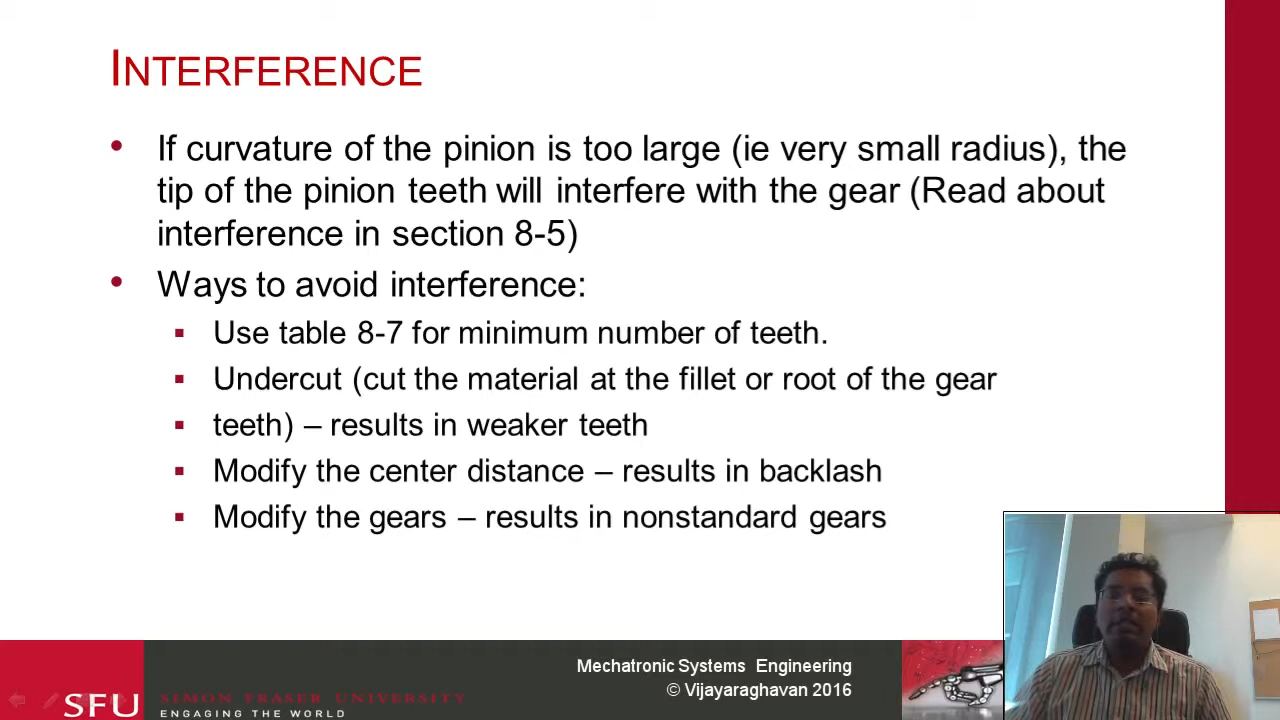 INTERFERENCE
• If curvature of the pinion is too large (ie very small radius), the
tip of the pinion teeth will interfere with the gear (Read about
interference in section 8-5)
• Ways to avoid interference:
▪ Use table 8-7 for minimum number of teeth.
▪ Undercut (cut the material at the fillet or root of the gear
▪ teeth) – results in weaker teeth
▪ Modify the center distance – results in backlash
▪ Modify the gears – results in nonstandard gears
Mechatronic Systems Engineering
© Vijayaraghavan 2016
SFU
SIMON FRASER UNIVERSITY
ENGAGING THE WORLD